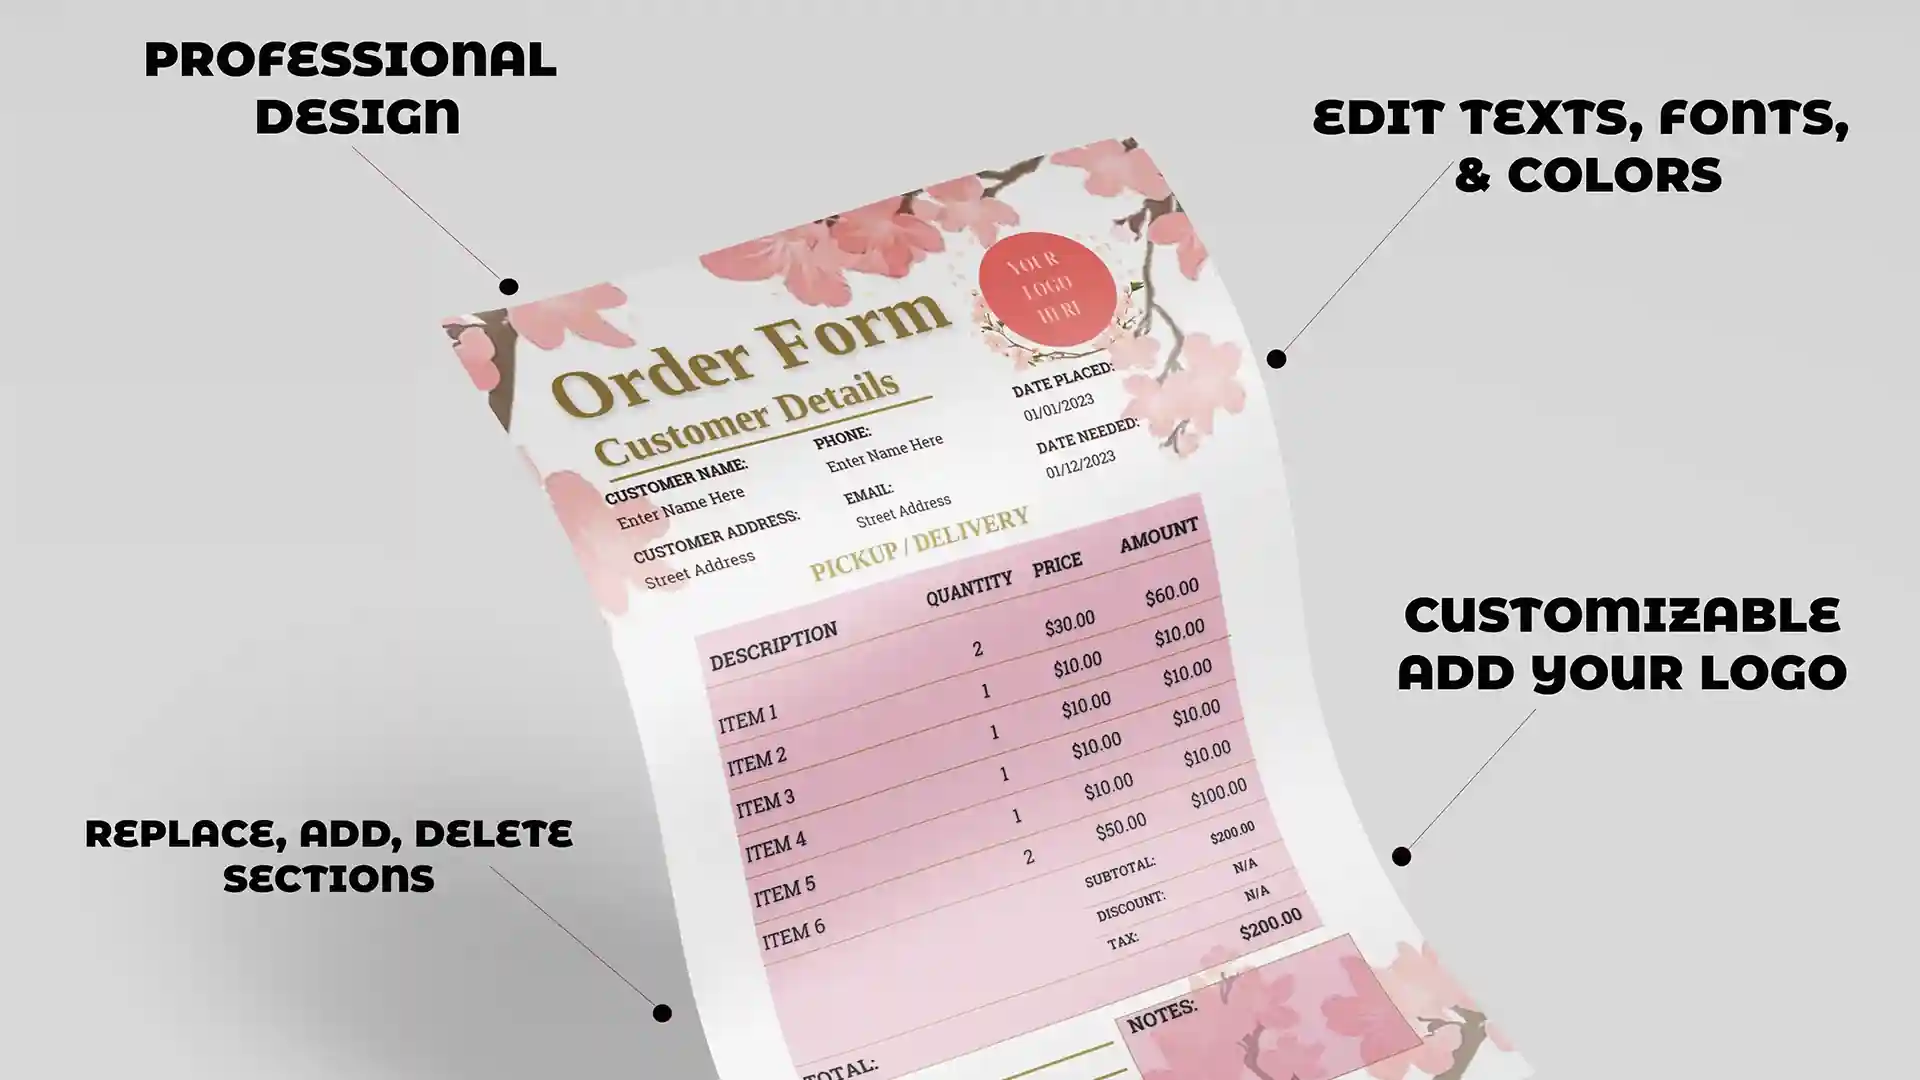 PROFESSIONAL
DESIGN
EDIT TEXTS, FONTS,
& COLORS
YOUR
LOGO
HERE
Order Form
Customer Details
DATE PLACED:
01/01/2023
DATE NEEDED:
01/12/2023
CUSTOMER NAME:
Enter Name Here
PHONE:
Enter Name Here
CUSTOMER ADDRESS:
Street Address
EMAIL:
Street Address
PICKUP / DELIVERY
DESCRIPTION QUANTITY PRICE AMOUNT
ITEM 1 2 $30.00 $60.00
ITEM 2 1 $10.00 $10.00
ITEM 3 1 $10.00 $10.00
ITEM 4 1 $10.00 $10.00
ITEM 5 1 $10.00 $10.00
ITEM 6 2 $50.00 $100.00
SUBTOTAL: $200.00
DISCOUNT: N/A
TAX: N/A
TOTAL: $200.00
NOTES:
CUSTOMIZABLE
ADD YOUR LOGO
REPLACE, ADD, DELETE
SECTIONS